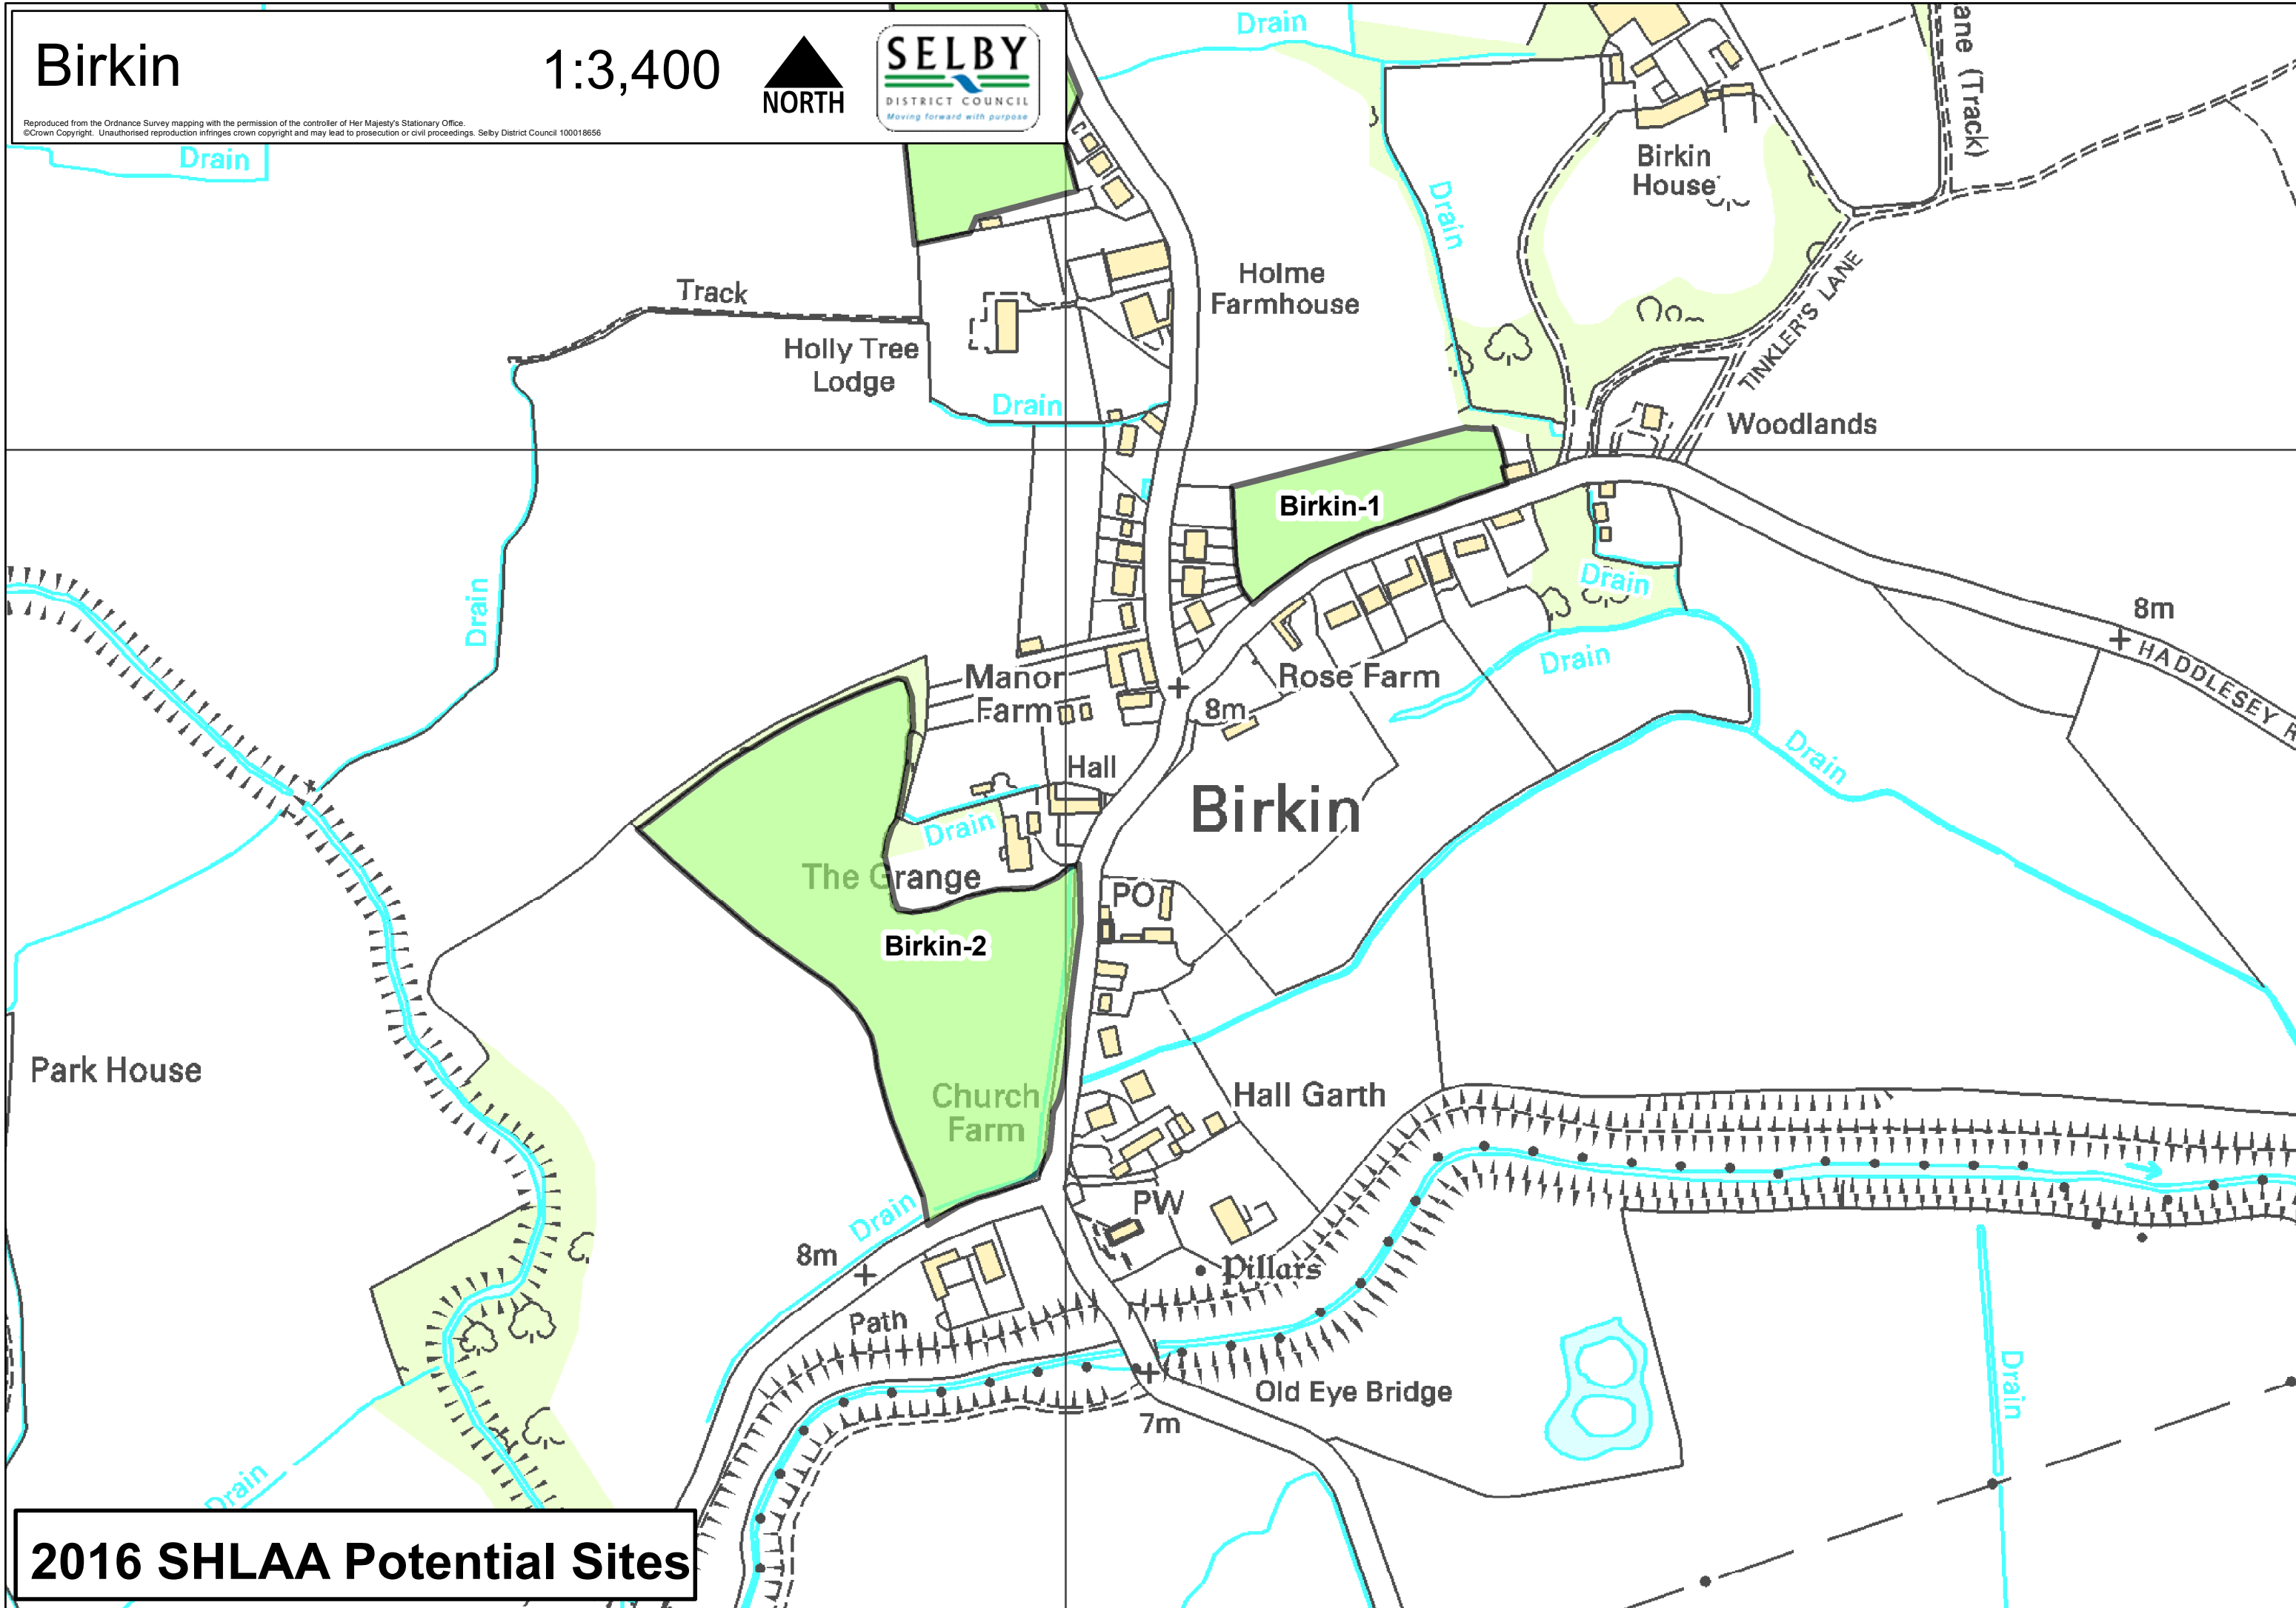 Birkin
1:3,400
NORTH
SELBY
DISTRICT COUNCIL
Moving forward with purpose
Reproduced from the Ordnance Survey mapping with the permission of the controller of Her Majesty's Stationary Office.
©Crown Copyright. Unauthorised reproduction infringes crown copyright and may lead to prosecution or civil proceedings. Selby District Council 100018656
Drain
Drain
ane (Track)
Birkin
House
Drain
Holme
Farmhouse
TINKLER'S LANE
Track
Holly Tree
Lodge
Drain
Woodlands
Birkin-1
Drain
Drain
8m
HADDLESEY R
Drain
Manor
Farm
Rose Farm
8m
Drain
Hall
Birkin
Drain
The Grange
PO
Birkin-2
Park House
Church
Farm
Hall Garth
Drain
PW
8m
Pillars
Path
Old Eye Bridge
7m
Drain
Drain
2016 SHLAA Potential Sites